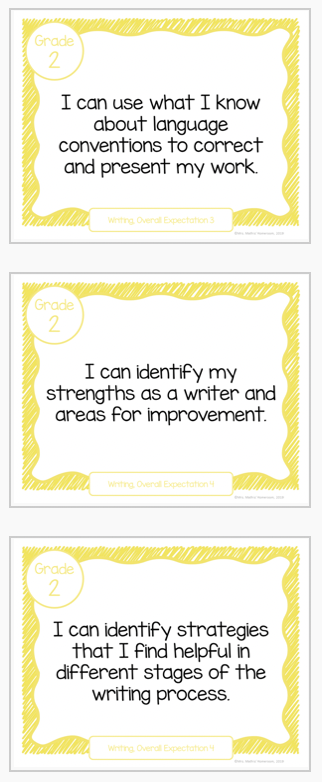 Grade
2
I can use what I know
about language
conventions to correct
and present my work.
Writing, Overall Expectation 3
Grade
2
I can identify my
strengths as a writer and
areas for improvement.
Writing, Overall Expectation 4
Grade
2
I can identify strategies
that I find helpful in
different stages of the
writing process.
Writing, Overall Expectation 4